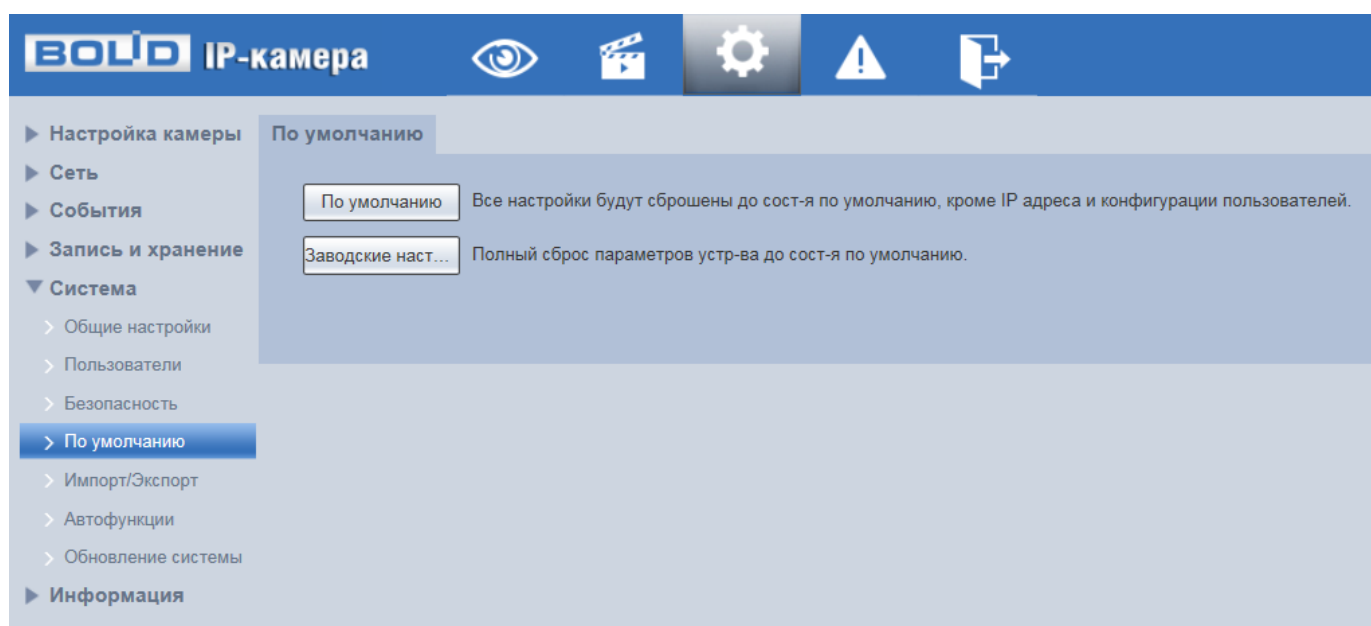 BOLID IP-камера
Настройка камеры
Сеть
События
Запись и хранение
Система
Общие настройки
Пользователи
Безопасность
По умолчанию
Импорт/Экспорт
Автофункции
Обновление системы
Информация
По умолчанию
По умолчанию Все настройки будут сброшены до сост-я по умолчанию, кроме IP адреса и конфигурации пользователей.
Заводские наст... Полный сброс параметров устр-ва до сост-я по умолчанию.